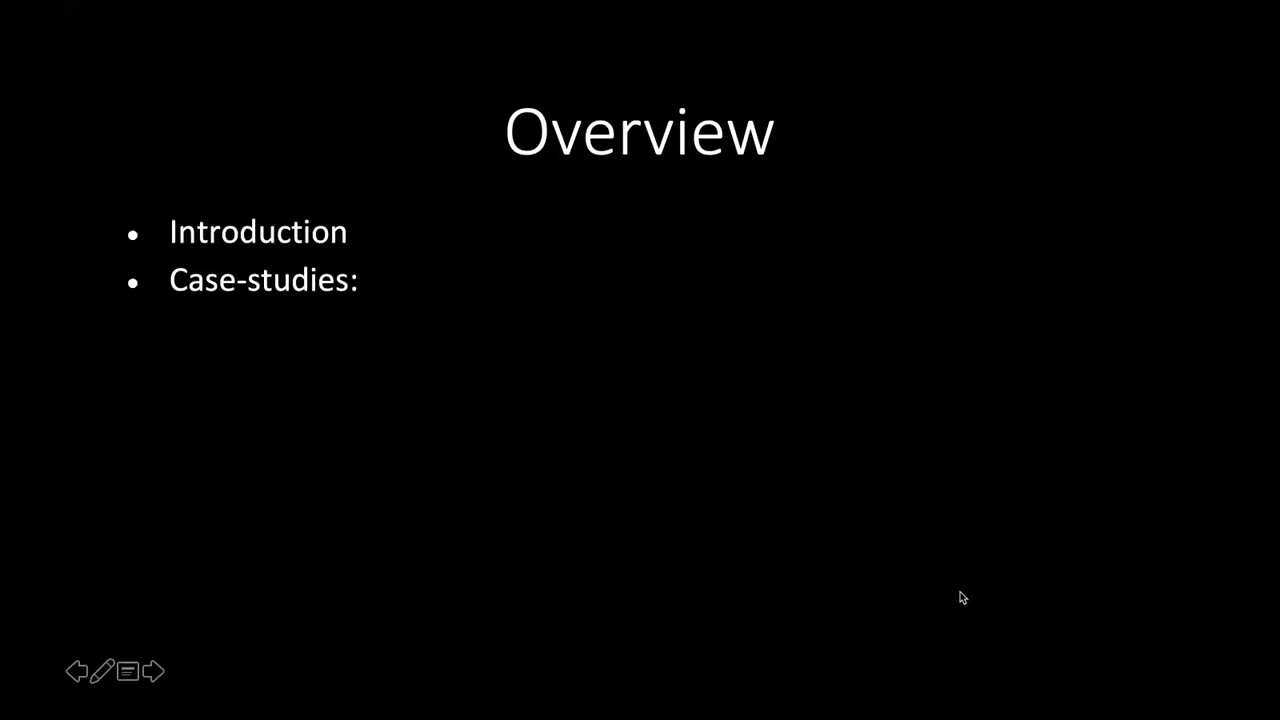 Overview
• Introduction
• Case-studies: